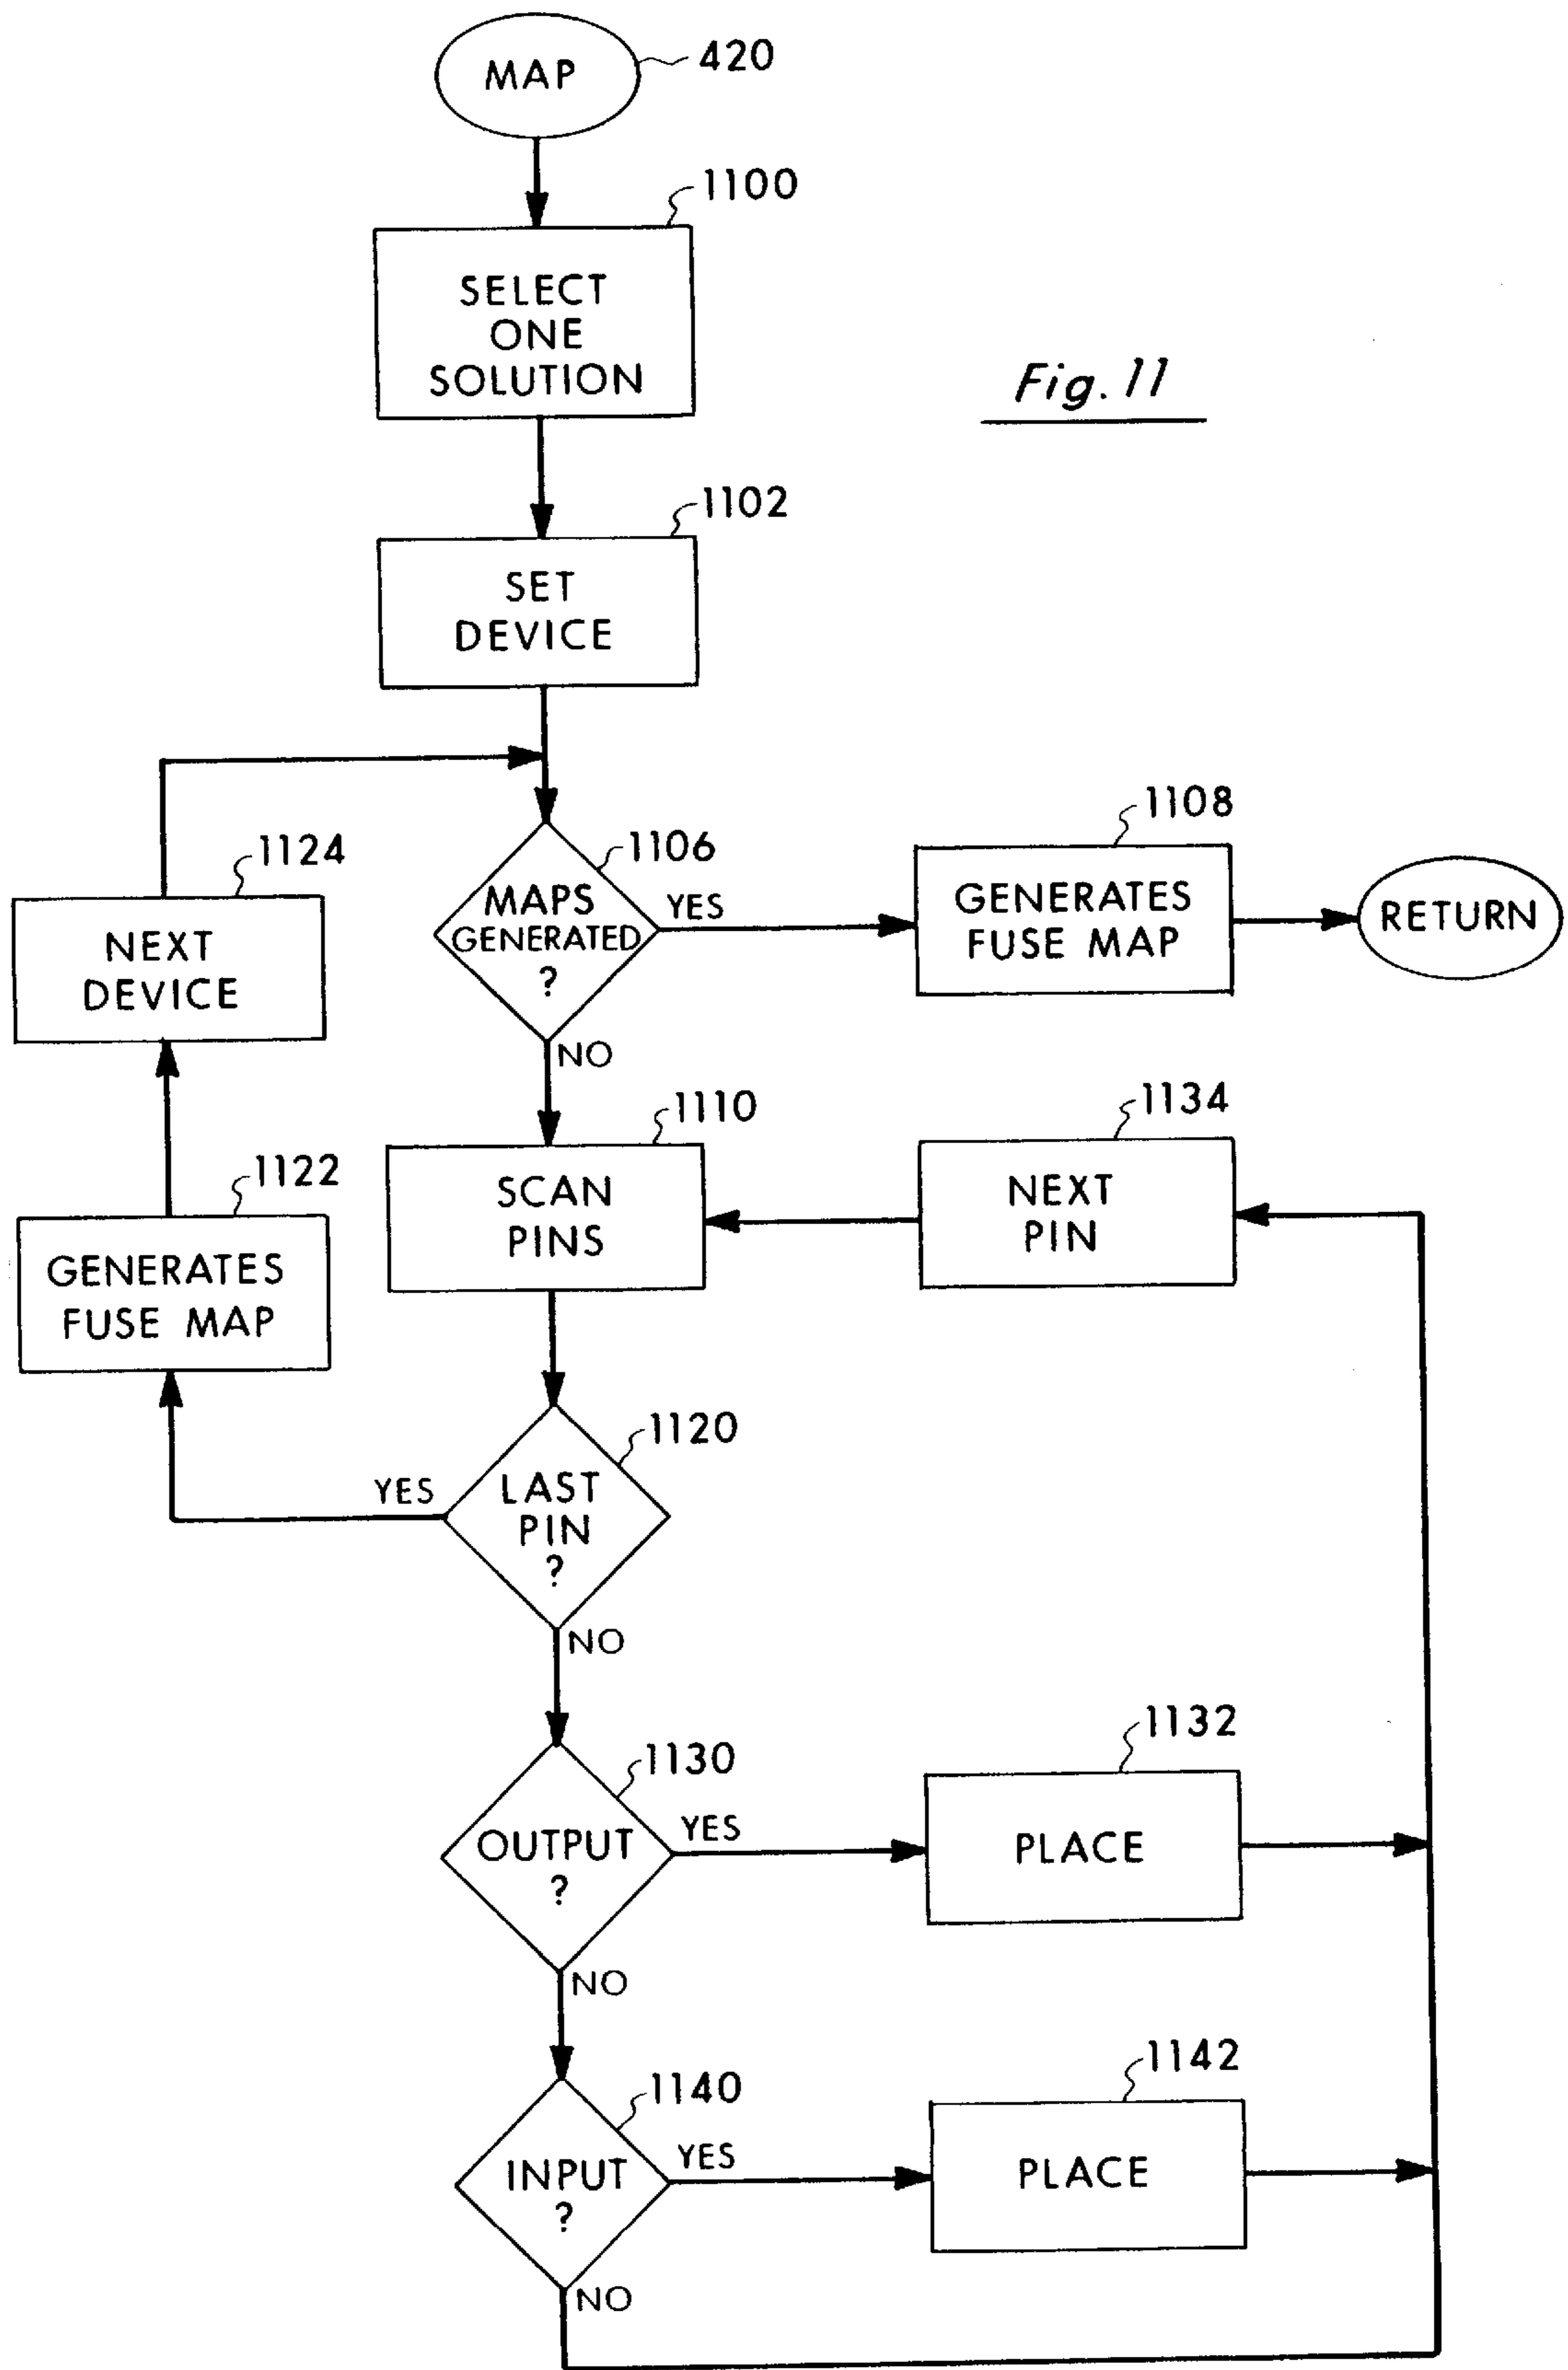 MAP
420
1100
SELECT
ONE
SOLUTION
Fig. 11
1102
SET
DEVICE
1106
MAPS
GENERATED
?
YES
NO
1108
GENERATES
FUSE MAP
RETURN
1124
NEXT
DEVICE
1110
SCAN
PINS
1134
NEXT
PIN
1122
GENERATES
FUSE MAP
1120
LAST
PIN
?
YES
NO
1130
OUTPUT
?
YES
NO
1132
PLACE
1140
INPUT
?
YES
NO
1142
PLACE